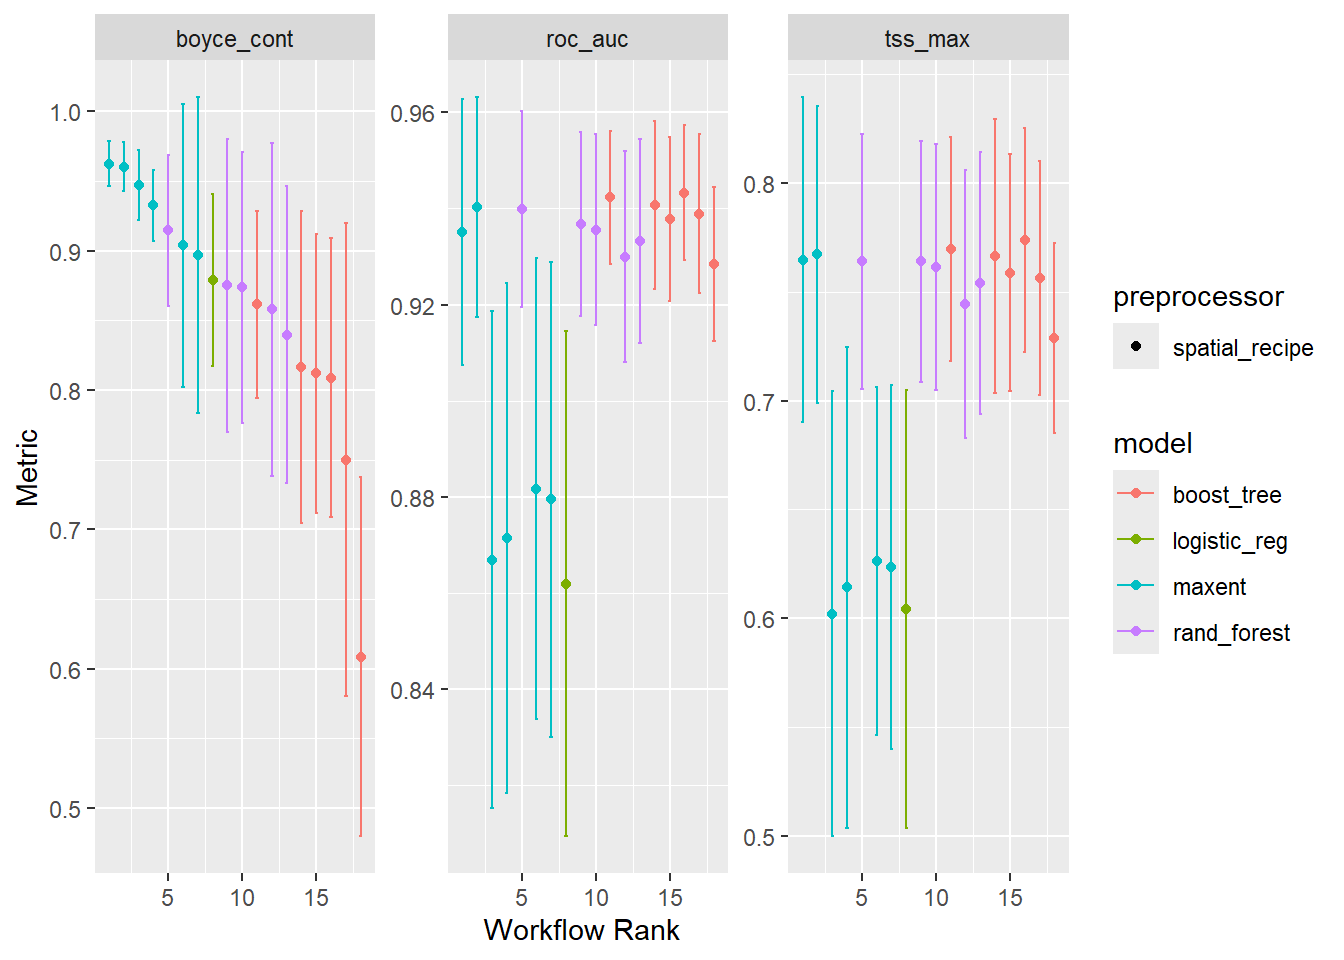 boyce_cont
roc_auc
tss_max
Metric
1.0
0.9
0.8
0.7
0.6
0.5
0.96
0.92
0.88
0.84
0.8
0.7
0.6
0.5
5 10 15
5 10 15
5 10 15
Workflow Rank
preprocessor
spatial_recipe
model
boost_tree
logistic_reg
maxent
rand_forest